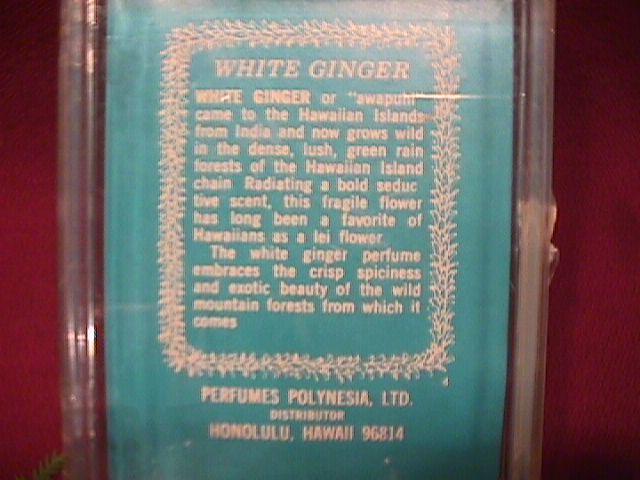 WHITE GINGER
WHITE GINGER or "awapuhi"
came to the Hawaiian Islands
from India and now grows wild
in the dense, lush, green rain
forests of the Hawaiian Island
chain Radiating a bold seduc
tive scent, this fragile flower
has long been a favorite of
Hawaiians as a lei flower
The white ginger perfume
embraces the crisp spiciness
and exotic beauty of the wild
mountain forests from which it
comes
PERFUMES POLYNESIA, LTD.
DISTRIBUTOR
HONOLULU, HAWAII 96814